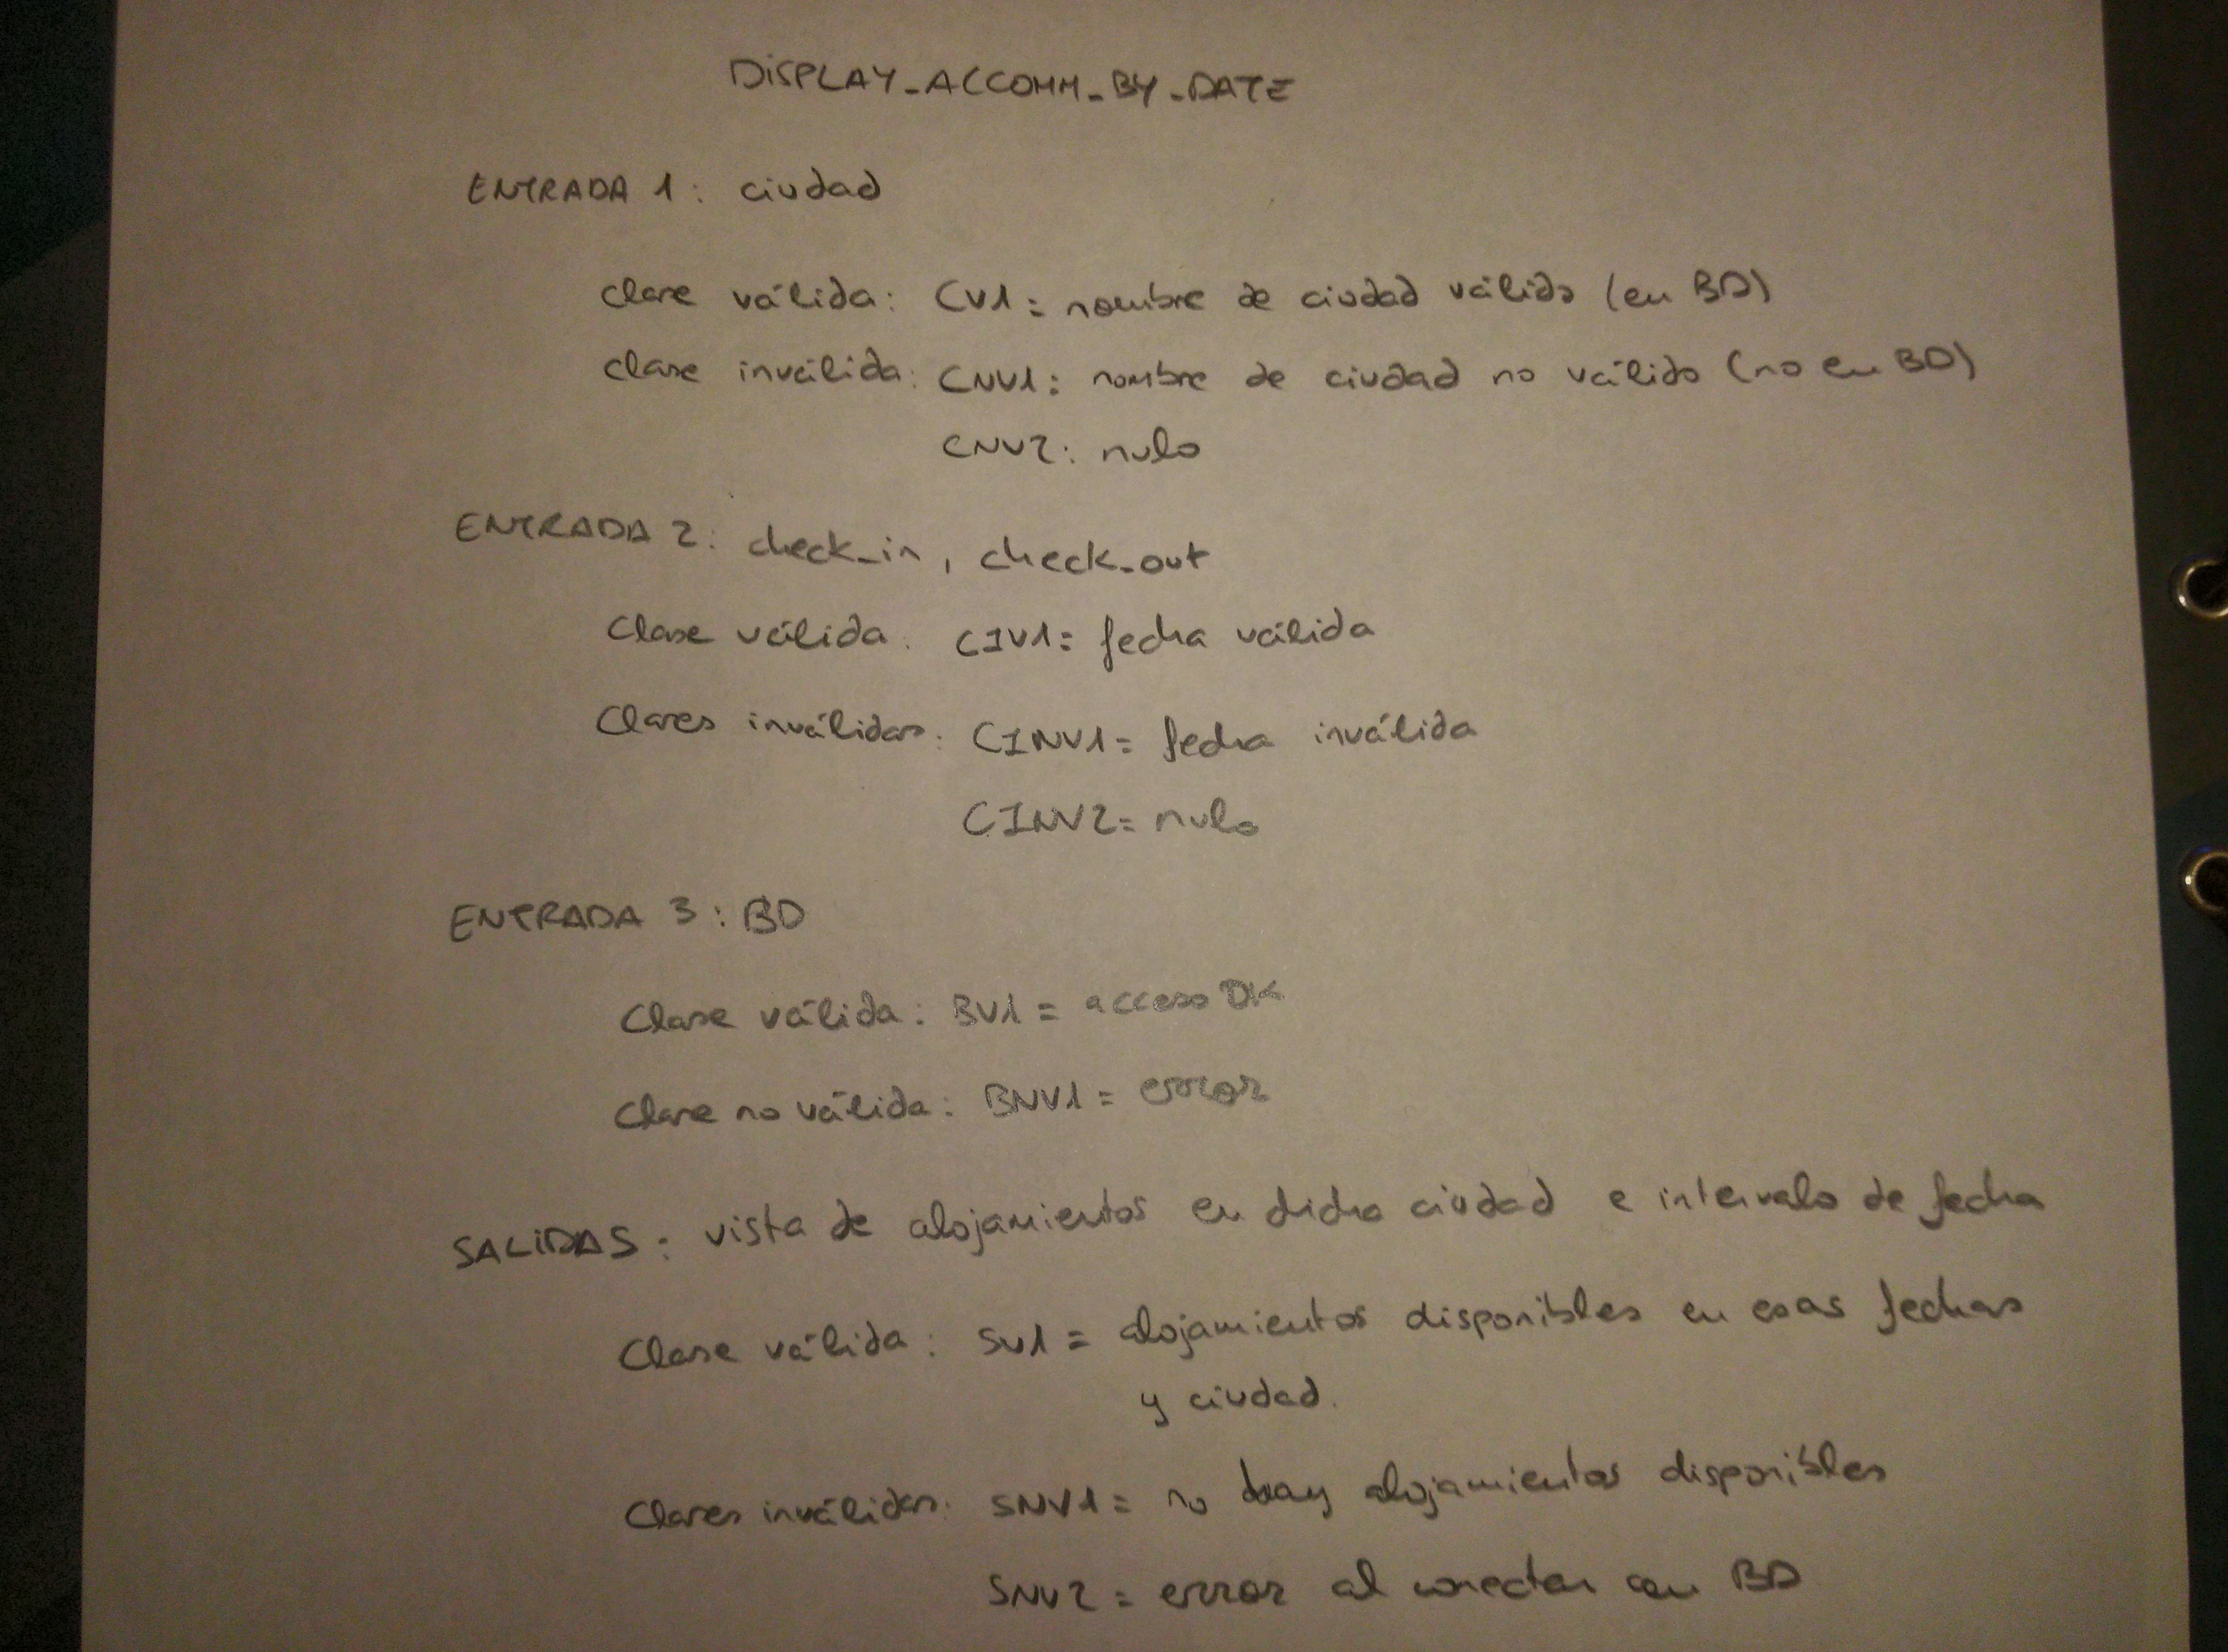 DISPLAY_ACCOMM_BY_DATE
ENTRADA 1: ciudad
clase válida: CV1 = nombre de ciudad válido (en BD)
clase inválida: CNV1: nombre de ciudad no válido (no en BD)
CNV2: nulo
ENTRADA 2: check_in, check_out
Clase válida: CIV1= fecha válida
Clases inválidas: CINV1= fecha inválida
CINV2= nulo
ENTRADA 3: BD
Clase válida: BV1 = acceso OK
Clase no válida: BNV1 = error
SALIDAS: vista de alojamientos en dicha ciudad e intervalo de fecha
Clase válida: SV1 = alojamientos disponibles en esas fechas
y ciudad.
Clases inválidas: SNV1 = no hay alojamientos disponibles
SNV2 = error al conectar con BD